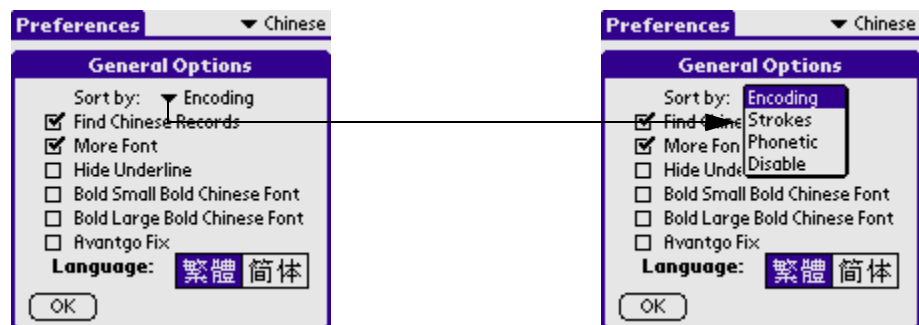 Preferences ▼ Chinese
General Options
Sort by: ▼ Encoding
Find Chinese Records
More Font
Hide Underline
Bold Small Bold Chinese Font
Bold Large Bold Chinese Font
Avantgo Fix
Language: 繁體 简体
OK
Preferences ▼ Chinese
General Options
Sort by: Encoding
Strokes
Phonetic
Disable
Find Chine
More Fon
Hide Unde
Bold Small Bold Chinese Font
Bold Large Bold Chinese Font
Avantgo Fix
Language: 繁體 简体
OK